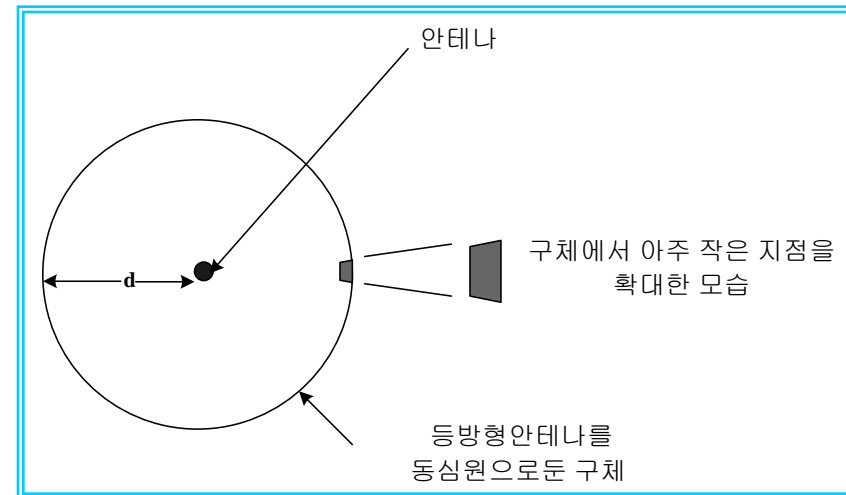 안테나
구체에서 아주 작은 지점을
확대한 모습
d
등방형안테나를
동심원으로둔 구체